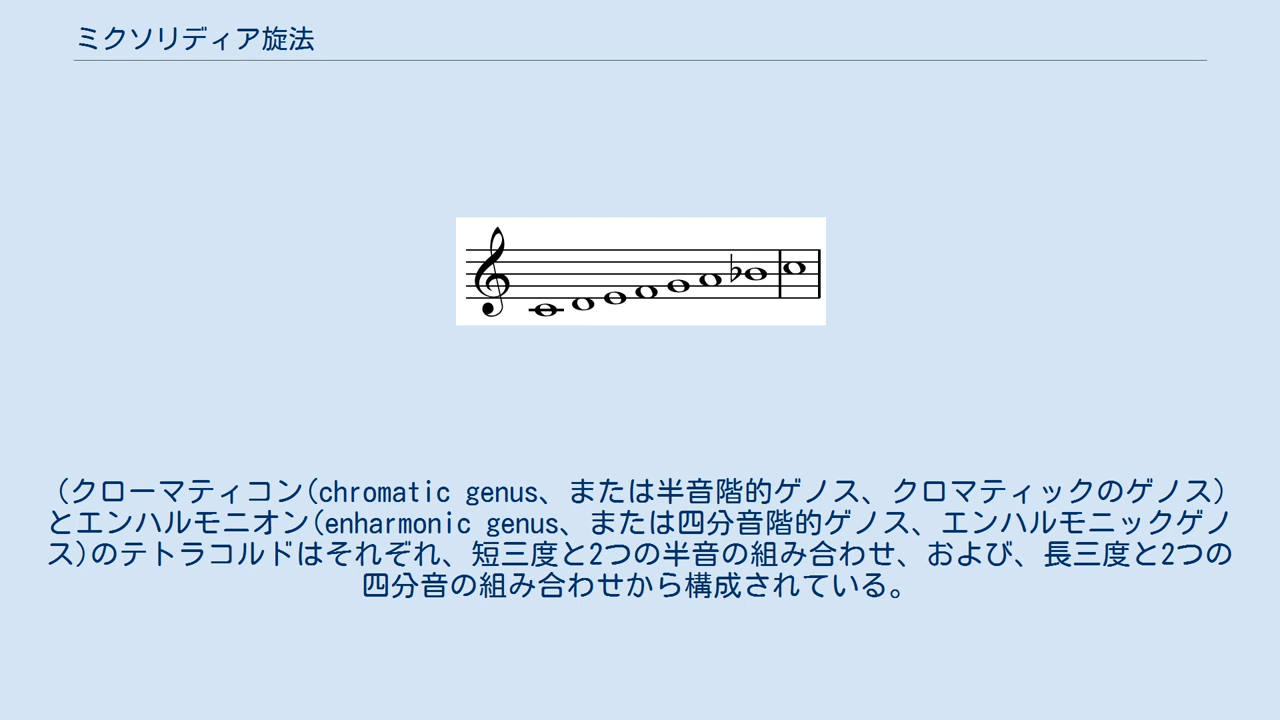 ミクソリディア旋法
(クローマティコン(chromatic genus、または半音階的ゲノス、クロマティックのゲノス)
とエンハルモニオン(enharmonic genus、または四分音階的ゲノス、エンハルモニックゲノ
ス)のテトラコルドはそれぞれ、短三度と2つの半音の組み合わせ、および、長三度と2つの
四分音の組み合わせから構成されている。